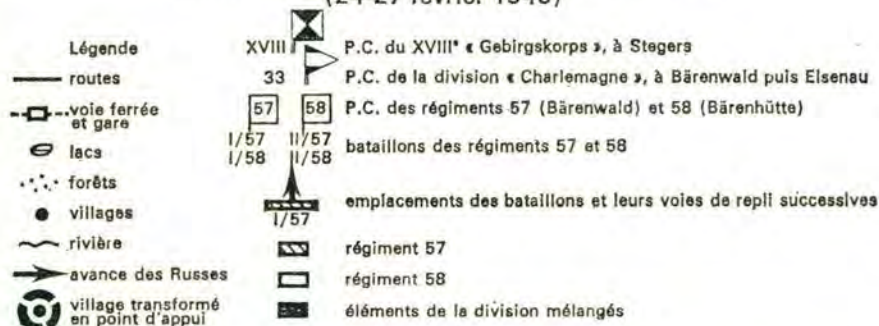 (24-27 février 1945)
Légende
routes
voie ferrée
et gare
lacs
forêts
villages
rivière
avance des Russes
village transformé
en point d'appui
XVIII P.C. du XVIIIᵉ « Gebirgskorps », à Stegers
33 P.C. de la division « Charlemagne », à Bärenwald puis Elsenau
57 58 P.C. des régiments 57 (Bärenwald) et 58 (Bärenhütte)
I/57 II/57
I/58 II/58
bataillons des régiments 57 et 58
emplacements des bataillons et leurs voies de repli successives
I/57
régiment 57
régiment 58
éléments de la division mélangés